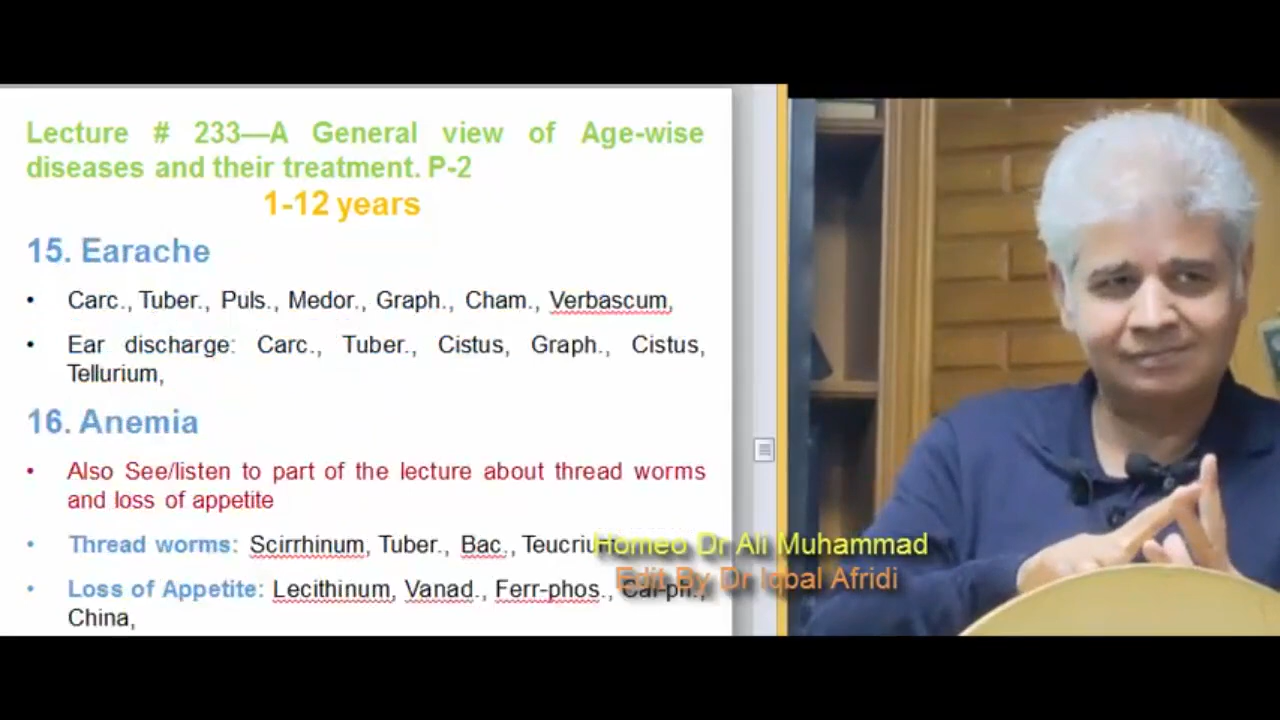 Lecture # 233—A General view of Age-wise
diseases and their treatment. P-2
1-12 years
15. Earache
• Carc., Tuber., Puls., Medor., Graph., Cham., Verbascum,
• Ear discharge: Carc., Tuber., Cistus, Graph., Cistus,
Tellurium,
16. Anemia
• Also See/listen to part of the lecture about thread worms
and loss of appetite
• Thread worms: Scirrhinum, Tuber., Bac., Teucriu
Homeo Dr Ali Muhammad
Edit By Dr Iqbal Afridi
• Loss of Appetite: Lecithinum, Vanad., Ferr-phos.,
China,